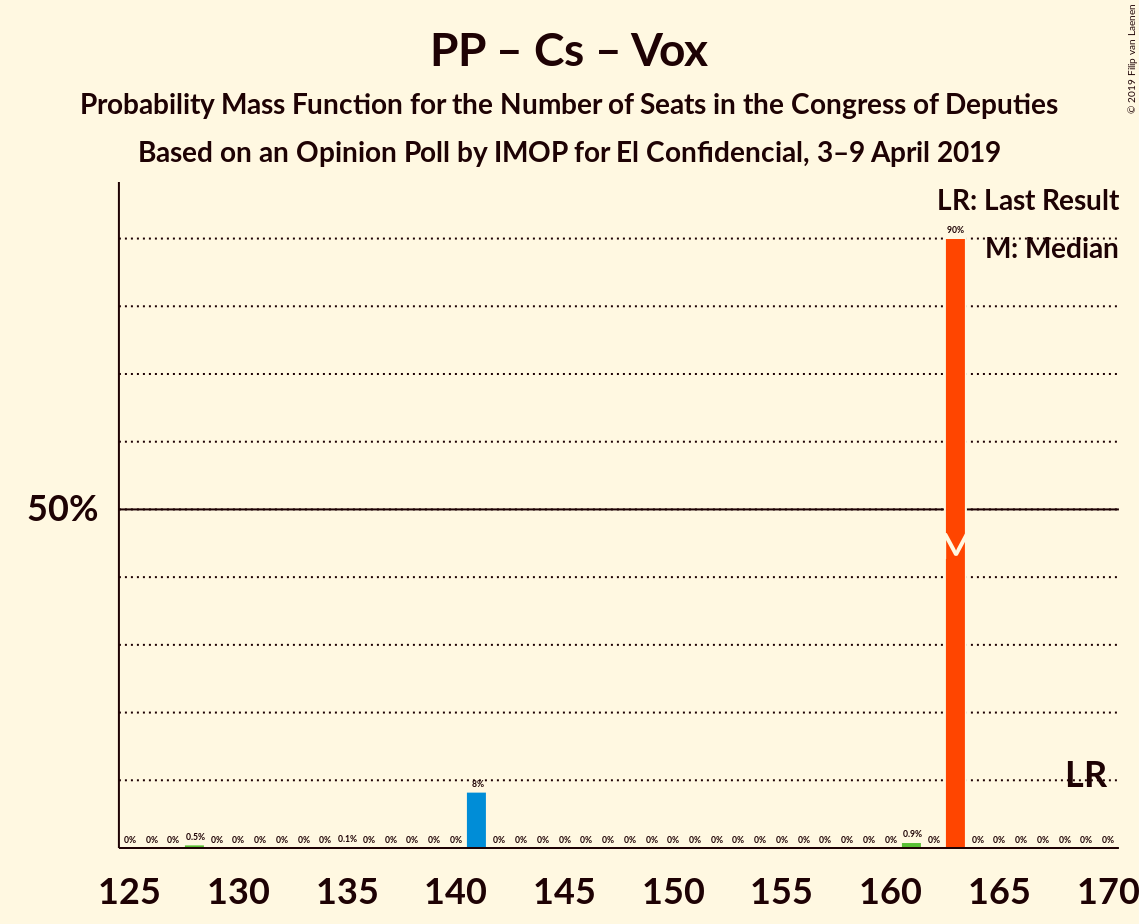 © 2019 Filip van Laenen
PP – Cs – Vox
Probability Mass Function for the Number of Seats in the Congress of Deputies
Based on an Opinion Poll by IMOP for El Confidencial, 3–9 April 2019
LR: Last Result
90%
M: Median
50%
M
LR
8%
0% 0% 0% 0.5% 0% 0% 0% 0% 0% 0% 0.1% 0% 0% 0% 0% 0% 0% 0% 0% 0% 0% 0% 0% 0% 0% 0% 0% 0% 0% 0% 0% 0% 0% 0% 0% 0.9% 0% 0% 0% 0% 0% 0% 0% 0%
125 130 135 140 145 150 155 160 165 170